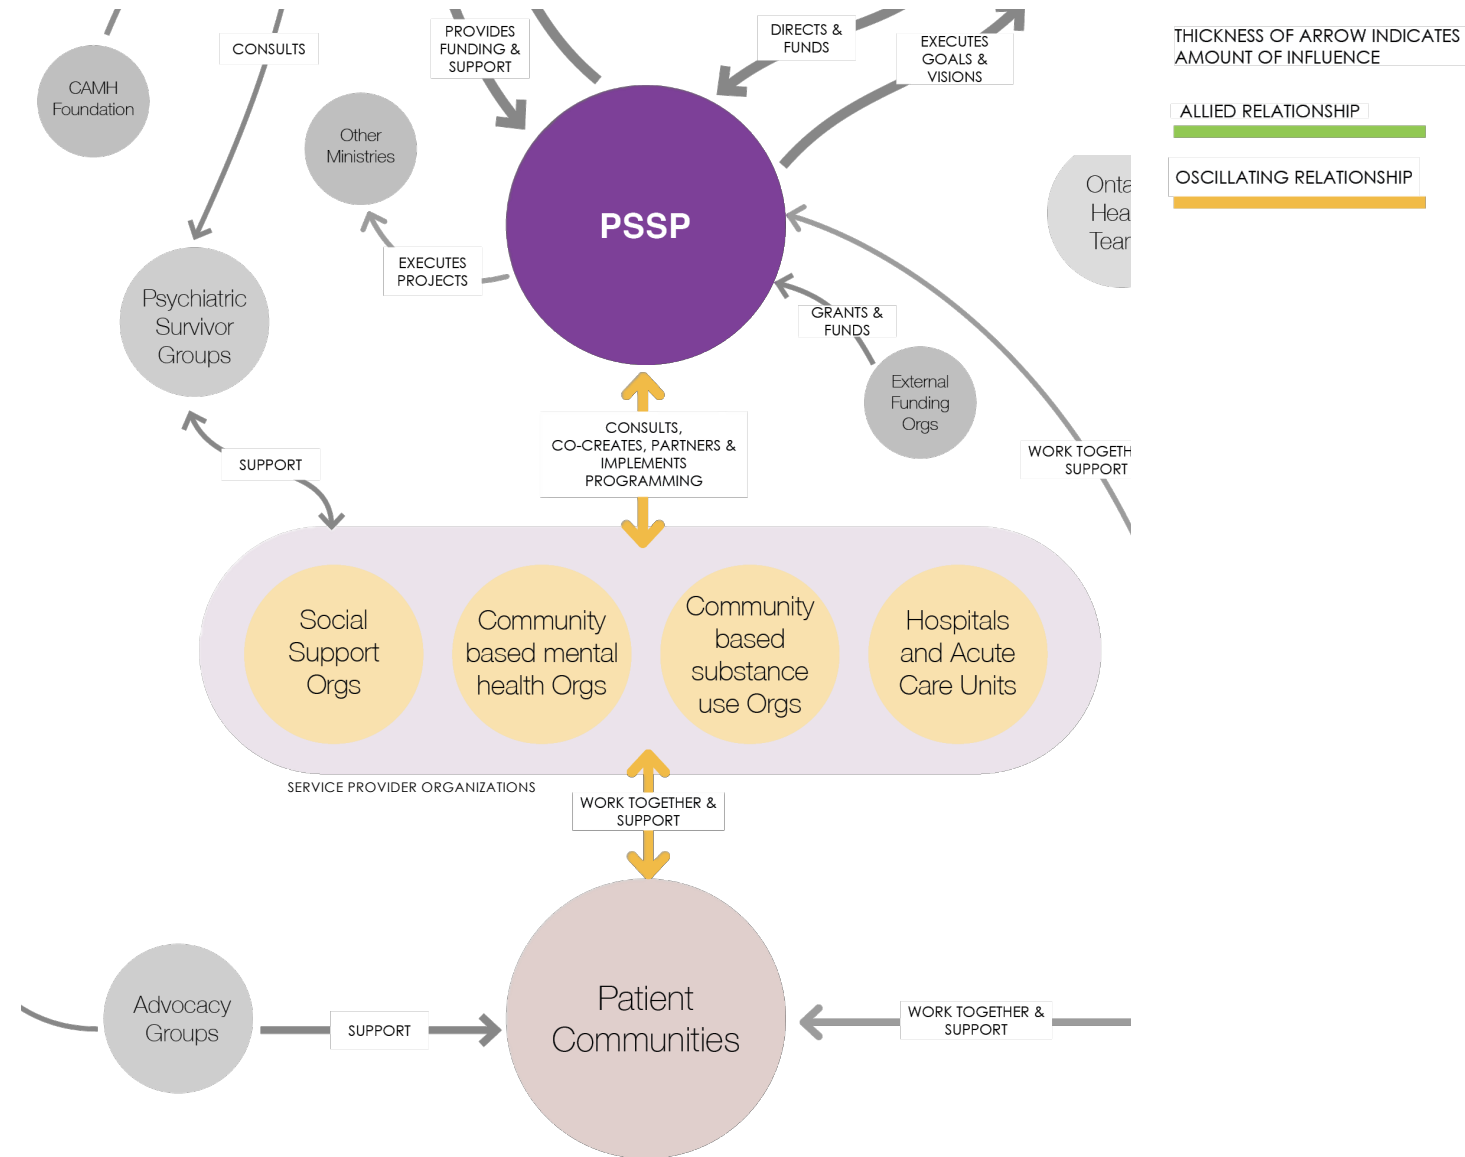 PROVIDES
FUNDING &
SUPPORT
DIRECTS &
FUNDS
EXECUTES
GOALS &
VISIONS
CONSULTS
THICKNESS OF ARROW INDICATES
AMOUNT OF INFLUENCE
ALLIED RELATIONSHIP
OSCILLATING RELATIONSHIP
CAMH
Foundation
Other
Ministries
PSSP
Psychiatric
Survivor
Groups
EXECUTES
PROJECTS
GRANTS &
FUNDS
External
Funding
Orgs
CONSULTS,
CO-CREATES, PARTNERS &
IMPLEMENTS
PROGRAMMING
WORK
SUPPORT
SUPPORT
Social
Support
Orgs
Community
based mental
health Orgs
Community
based
substance
use Orgs
Hospitals
and Acute
Care Units
SERVICE PROVIDER ORGANIZATIONS
WORK TOGETHER &
SUPPORT
Advocacy
Groups
SUPPORT
Patient
Communities
WORK TOGETHER &
SUPPORT